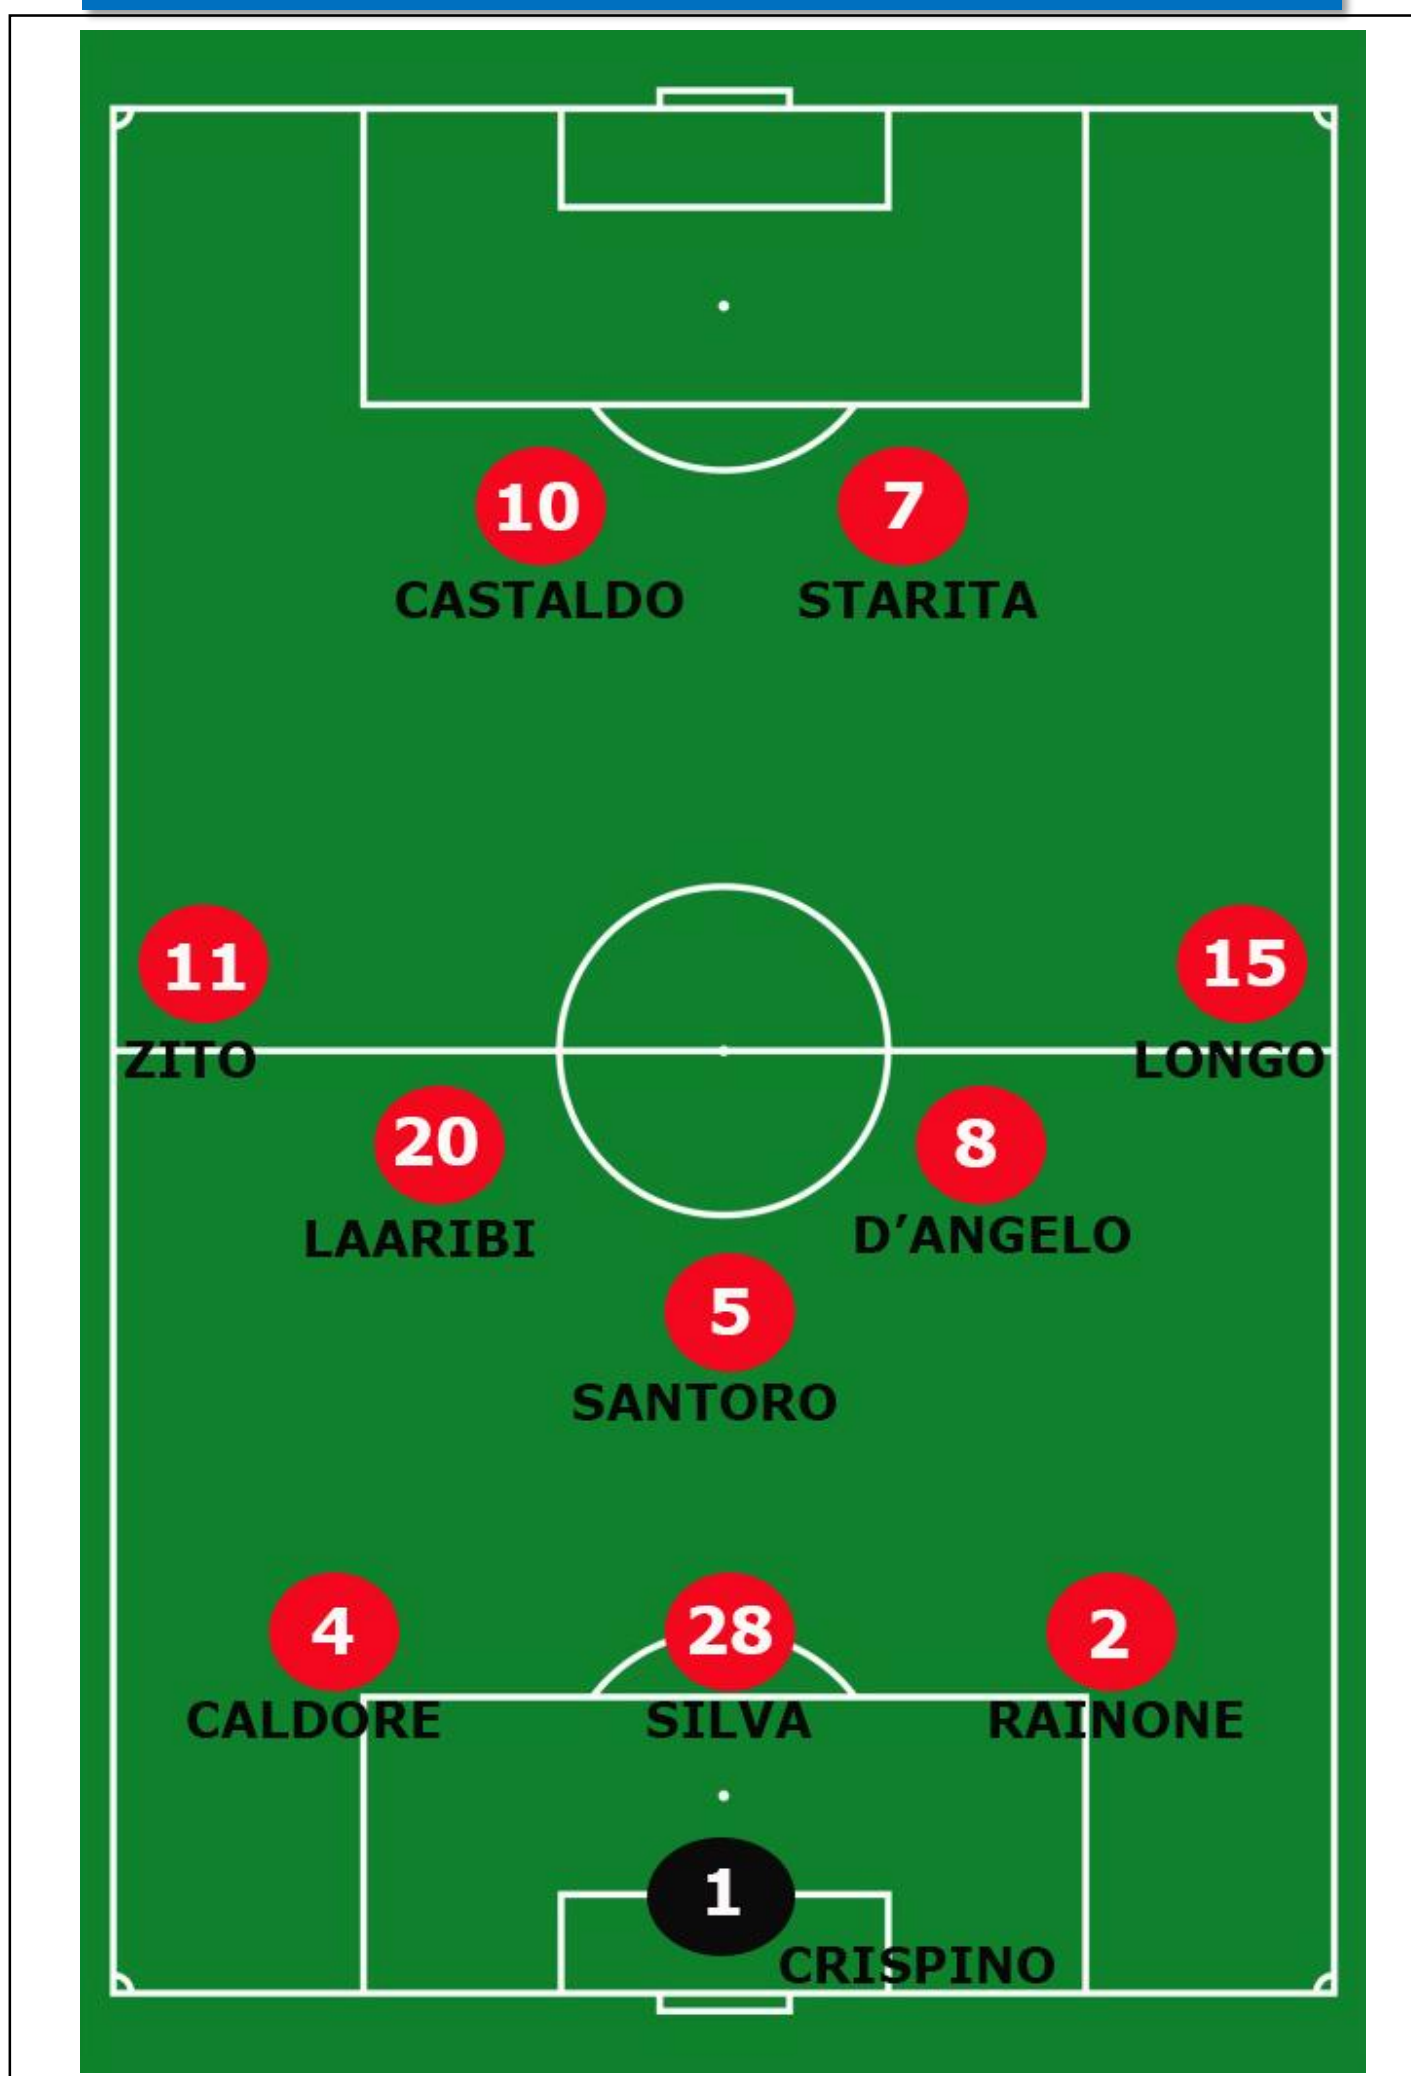 10 7
CASTALDO STARITA
11 15
ZITO LONGO
20 8
LAARIBI D’ANGELO
5
SANTORO
4 28 2
CALDORE SILVA RAINONE
1
CRISPINO